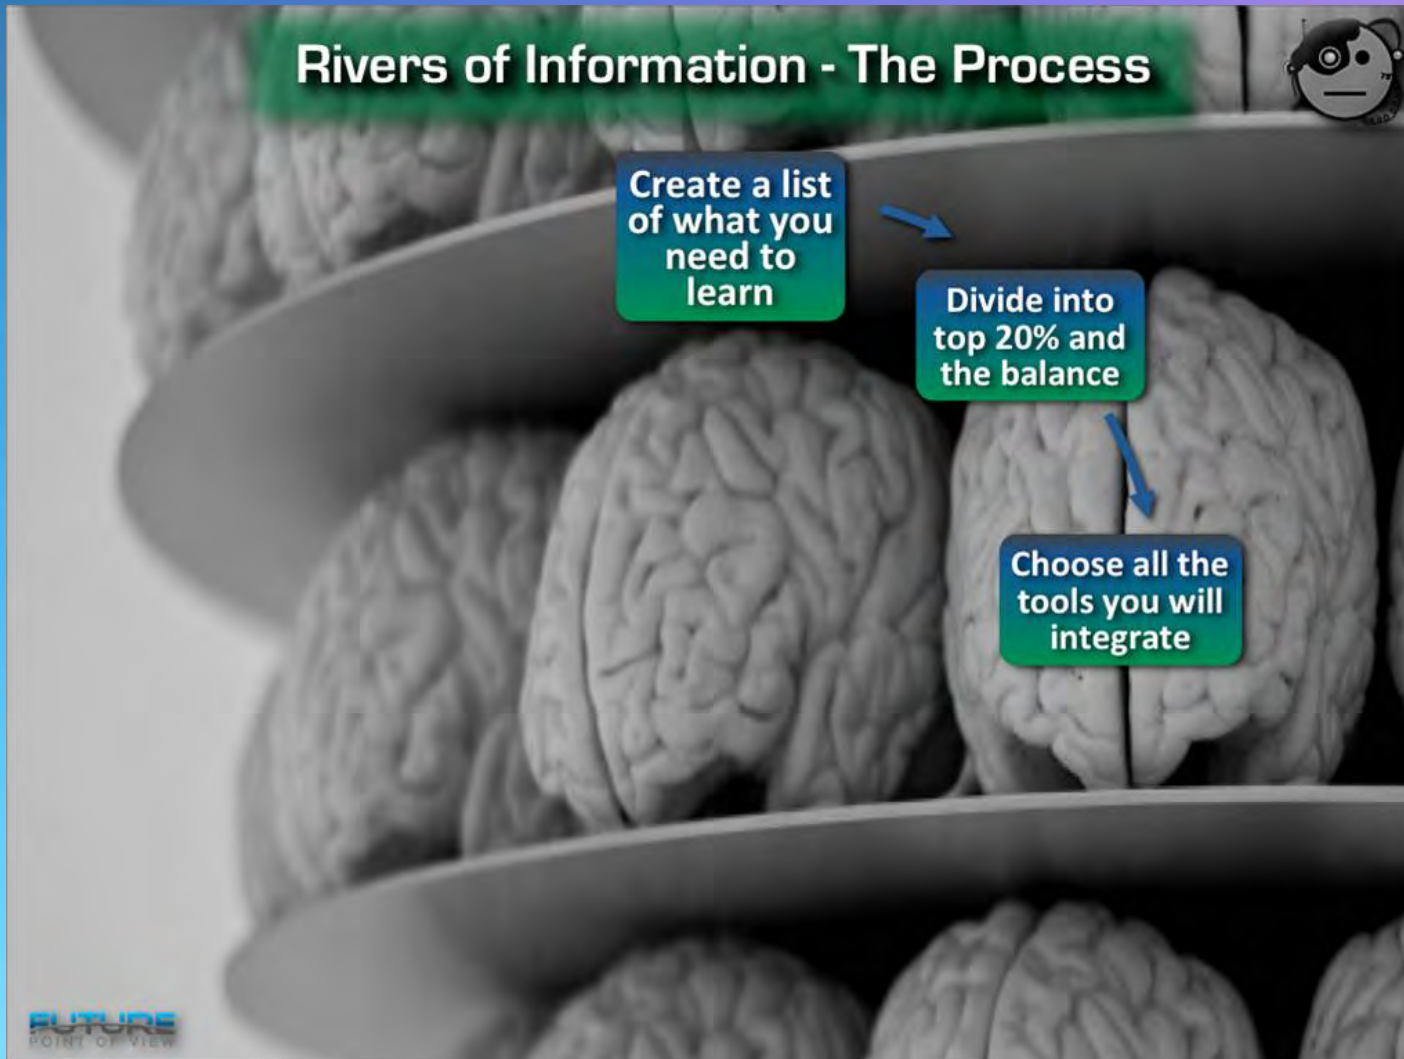 Rivers of Information - The Process
Create a list
of what you
need to
learn
Divide into
top 20% and
the balance
Choose all the
tools you will
integrate
FUTURE
POINT OF VIEW